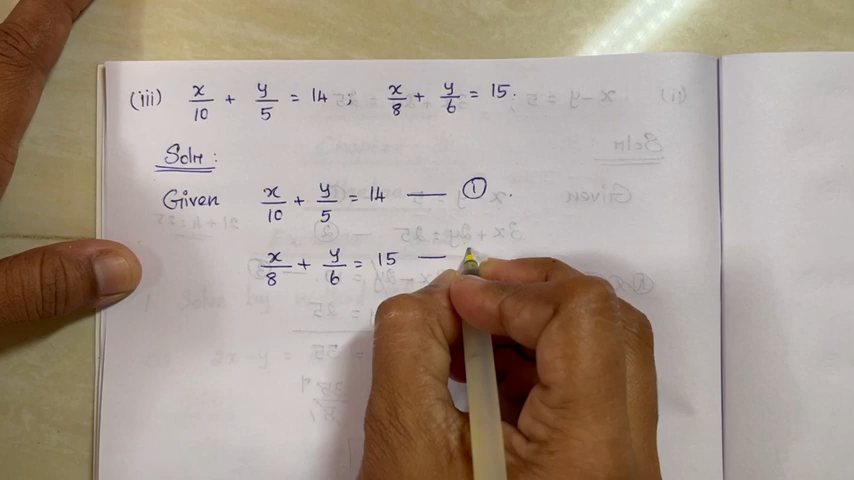 (iii) x/10 + y/5 = 14 ; x/8 + y/6 = 15.
Soln:
Given x/10 + y/5 = 14 — ① .
x/8 + y/6 = 15 —